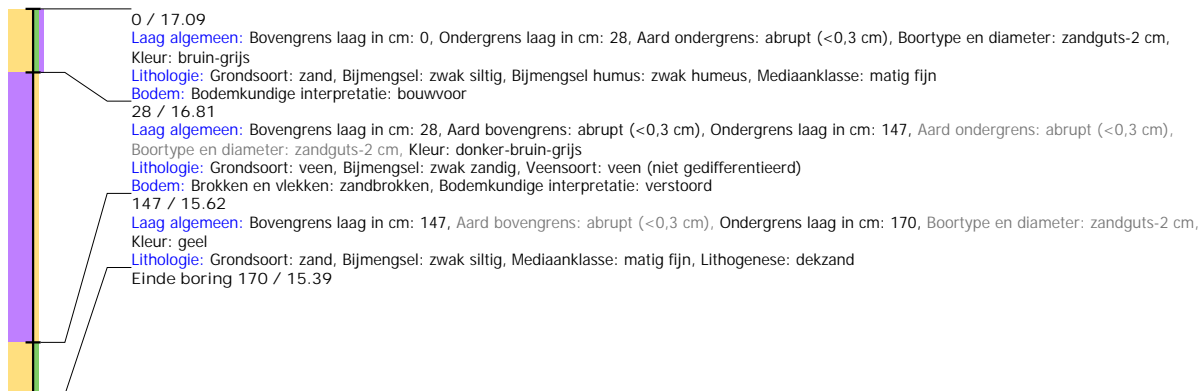 0 / 17.09
Laag algemeen: Bovengrens laag in cm: 0, Ondergrens laag in cm: 28, Aard ondergrens: abrupt (<0,3 cm), Boortype en diameter: zandguts-2 cm,
Kleur: bruin-grijs
Lithologie: Grondsoort: zand, Bijmengsel: zwak siltig, Bijmengsel humus: zwak humeus, Mediaanklasse: matig fijn
Bodem: Bodemkundige interpretatie: bouwvoor
28 / 16.81
Laag algemeen: Bovengrens laag in cm: 28, Aard bovengrens: abrupt (<0,3 cm), Ondergrens laag in cm: 147, Aard ondergrens: abrupt (<0,3 cm),
Boortype en diameter: zandguts-2 cm, Kleur: donker-bruin-grijs
Lithologie: Grondsoort: veen, Bijmengsel: zwak zandig, Veensoort: veen (niet gedifferentieerd)
Bodem: Brokken en vlekken: zandbrokken, Bodemkundige interpretatie: verstoord
147 / 15.62
Laag algemeen: Bovengrens laag in cm: 147, Aard bovengrens: abrupt (<0,3 cm), Ondergrens laag in cm: 170, Boortype en diameter: zandguts-2 cm,
Kleur: geel
Lithologie: Grondsoort: zand, Bijmengsel: zwak siltig, Mediaanklasse: matig fijn, Lithogenese: dekzand
Einde boring 170 / 15.39